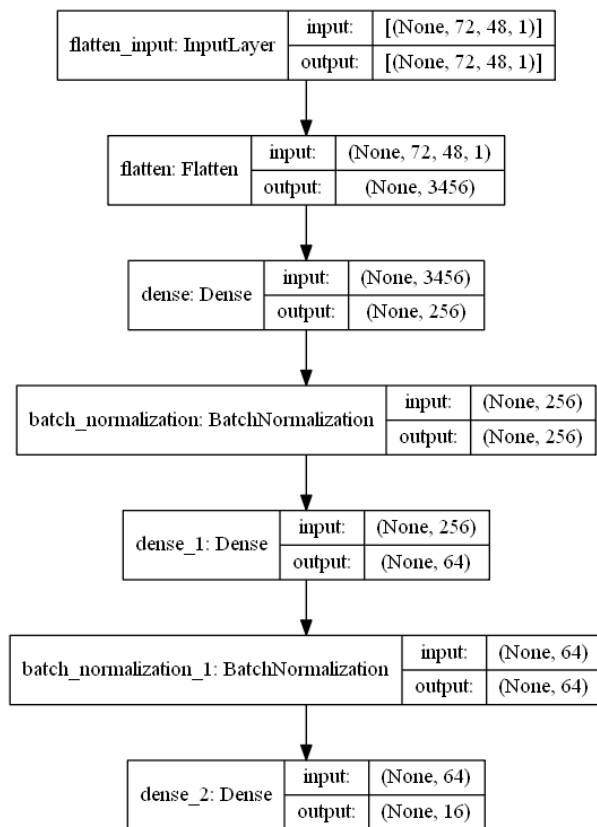 flatten_input: InputLayer
input: [(None, 72, 48, 1)]
output: [(None, 72, 48, 1)]
flatten: Flatten
input: (None, 72, 48, 1)
output: (None, 3456)
dense: Dense
input: (None, 3456)
output: (None, 256)
batch_normalization: BatchNormalization
input: (None, 256)
output: (None, 256)
dense_1: Dense
input: (None, 256)
output: (None, 64)
batch_normalization_1: BatchNormalization
input: (None, 64)
output: (None, 64)
dense_2: Dense
input: (None, 64)
output: (None, 16)